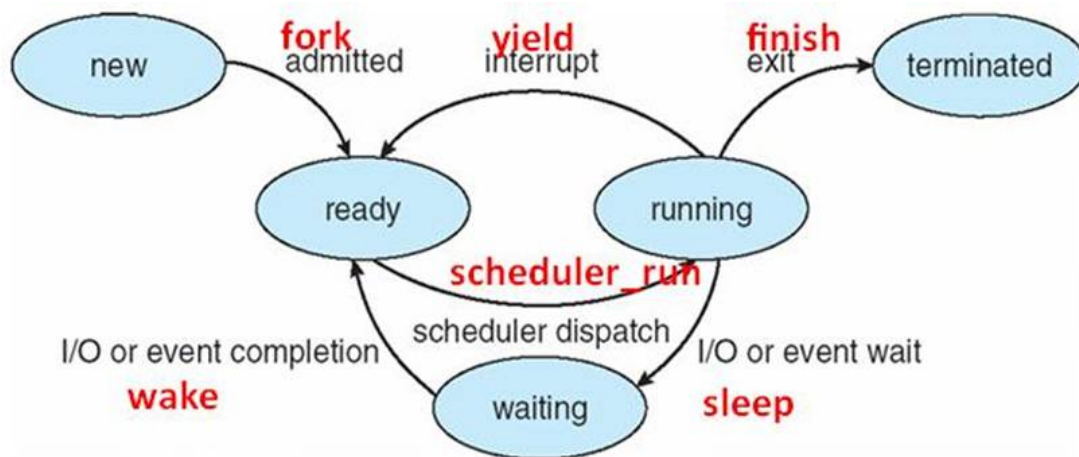 fork
yield
finish
new
admitted
interrupt
exit
terminated
ready
running
scheduler_run
scheduler dispatch
I/O or event completion
I/O or event wait
wake
waiting
sleep